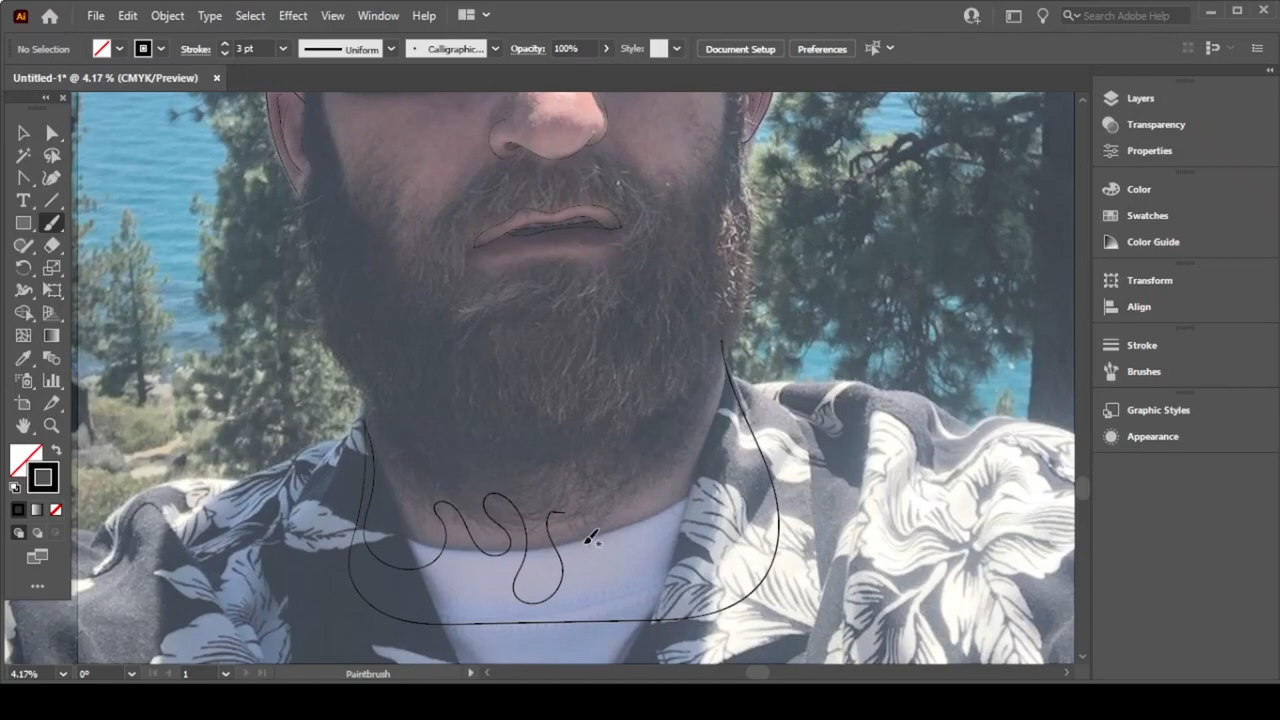 Ai File Edit Object Type Select Effect View Window Help Search Adobe Help
No Selection Stroke: 3 pt Uniform Calligraphic... Opacity: 100% Style: Document Setup Preferences
Untitled-1* @ 4.17 % (CMYK/Preview)
Layers
Transparency
Properties
Color
Swatches
Color Guide
Transform
Align
Stroke
Brushes
Graphic Styles
Appearance
4.17% 0° 1 Paintbrush